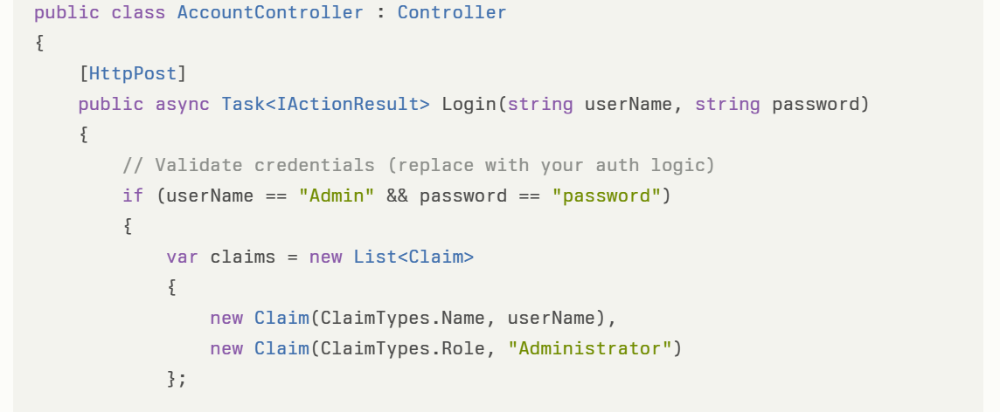 public class AccountController : Controller
{
    [HttpPost]
    public async Task<IActionResult> Login(string userName, string password)
    {
        // Validate credentials (replace with your auth logic)
        if (userName == "Admin" && password == "password")
        {
            var claims = new List<Claim>
            {
                new Claim(ClaimTypes.Name, userName),
                new Claim(ClaimTypes.Role, "Administrator")
            };